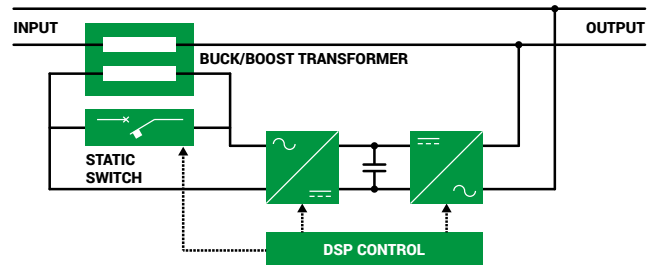 INPUT
OUTPUT
BUCK/BOOST TRANSFORMER
STATIC
SWITCH
DSP CONTROL